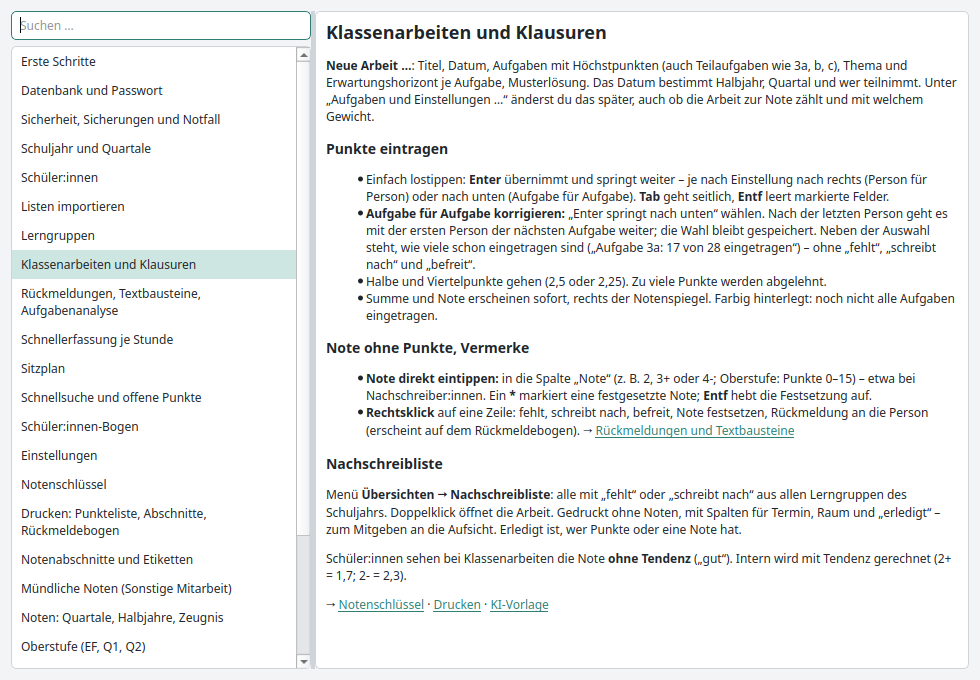 Suchen ...
Erste Schritte
Datenbank und Passwort
Sicherheit, Sicherungen und Notfall
Schuljahr und Quartale
Schüler:innen
Listen importieren
Lerngruppen
Klassenarbeiten und Klausuren
Rückmeldungen, Textbausteine,
Aufgabenanalyse
Schnellerfassung je Stunde
Sitzplan
Schnellsuche und offene Punkte
Schüler:innen-Bogen
Einstellungen
Notenschlüssel
Drucken: Punkteliste, Abschnitte,
Rückmeldebogen
Notenabschnitte und Etiketten
Mündliche Noten (Sonstige Mitarbeit)
Noten: Quartale, Halbjahre, Zeugnis
Oberstufe (EF, Q1, Q2)
Klassenarbeiten und Klausuren
Neue Arbeit ...: Titel, Datum, Aufgaben mit Höchstpunkten (auch Teilaufgaben wie 3a, b, c), Thema und
Erwartungshorizont je Aufgabe, Musterlösung. Das Datum bestimmt Halbjahr, Quartal und wer teilnimmt. Unter
„Aufgaben und Einstellungen ...“ änderst du das später, auch ob die Arbeit zur Note zählt und mit welchem
Gewicht.
Punkte eintragen
• Einfach lostippen: Enter übernimmt und springt weiter – je nach Einstellung nach rechts (Person für
Person) oder nach unten (Aufgabe für Aufgabe). Tab geht seitlich, Entf leert markierte Felder.
• Aufgabe für Aufgabe korrigieren: „Enter springt nach unten“ wählen. Nach der letzten Person geht es
mit der ersten Person der nächsten Aufgabe weiter; die Wahl bleibt gespeichert. Neben der Auswahl
steht, wie viele schon eingetragen sind („Aufgabe 3a: 17 von 28 eingetragen“) – ohne „fehlt“, „schreibt
nach“ und „befreit“.
• Halbe und Viertelpunkte gehen (2,5 oder 2,25). Zu viele Punkte werden abgelehnt.
• Summe und Note erscheinen sofort, rechts der Notenspiegel. Farbig hinterlegt: noch nicht alle Aufgaben
eingetragen.
Note ohne Punkte, Vermerke
• Note direkt eintippen: in die Spalte „Note“ (z. B. 2, 3+ oder 4-; Oberstufe: Punkte 0–15) – etwa bei
Nachschreiber:innen. Ein * markiert eine festgesetzte Note; Entf hebt die Festsetzung auf.
• Rechtsklick auf eine Zeile: fehlt, schreibt nach, befreit, Note festsetzen, Rückmeldung an die Person
(erscheint auf dem Rückmeldebogen). → Rückmeldungen und Textbausteine
Nachschreibliste
Menü Übersichten → Nachschreibliste: alle mit „fehlt“ oder „schreibt nach“ aus allen Lerngruppen des
Schuljahrs. Doppelklick öffnet die Arbeit. Gedruckt ohne Noten, mit Spalten für Termin, Raum und „erledigt“ –
zum Mitgeben an die Aufsicht. Erledigt ist, wer Punkte oder eine Note hat.
Schüler:innen sehen bei Klassenarbeiten die Note ohne Tendenz („gut“). Intern wird mit Tendenz gerechnet (2+
= 1,7; 2- = 2,3).
→ Notenschlüssel · Drucken · KI-Vorlage